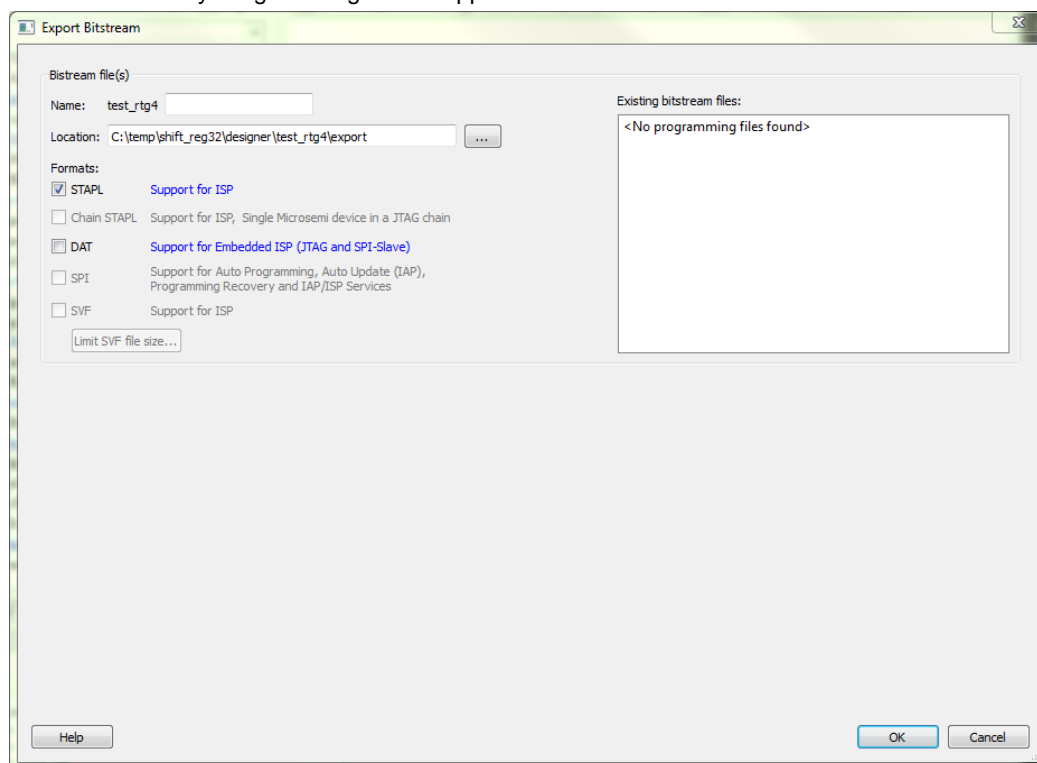 Export Bitstream
Bistream file(s)
Name: test_rtg4
Location: C:\temp\shift_reg32\designer\test_rtg4\export
...
Formats:
STAPL Support for ISP
Chain STAPL Support for ISP, Single Microsemi device in a JTAG chain
DAT Support for Embedded ISP (JTAG and SPI-Slave)
SPI Support for Auto Programming, Auto Update (IAP),
Programming Recovery and IAP/ISP Services
SVF Support for ISP
Limit SVF file size...
Existing bitstream files:
<No programming files found>
Help
OK
Cancel